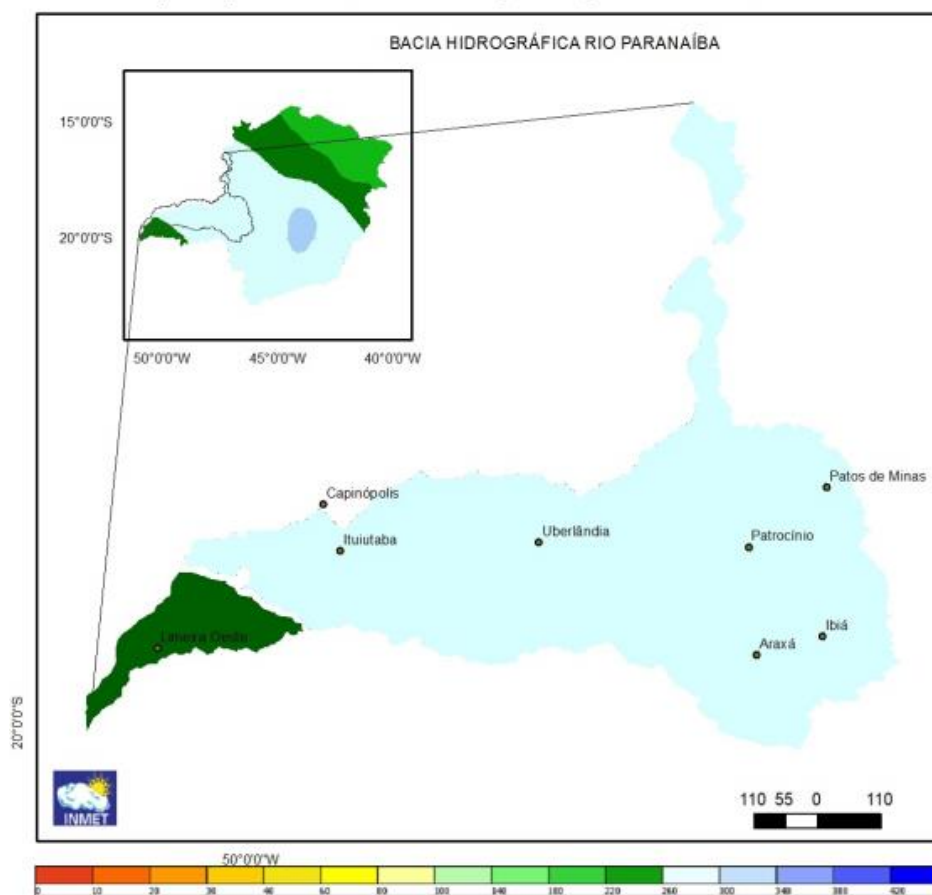 BACIA HIDROGRÁFICA RIO PARANAÍBA
15°0'0"S
20°0'0"S
50°0'0"W 45°0'0"W 40°0'0"W
Patos de Minas
Capinópolis
Uberlândia
Patrocínio
Ituiutaba
Ibiá
Limeira Oeste
Araxá
20°0'0"S
INMET
110 55 0 110
50°0'0"W
0 10 20 30 40 60 80 100 140 180 220 260 300 340 380 420